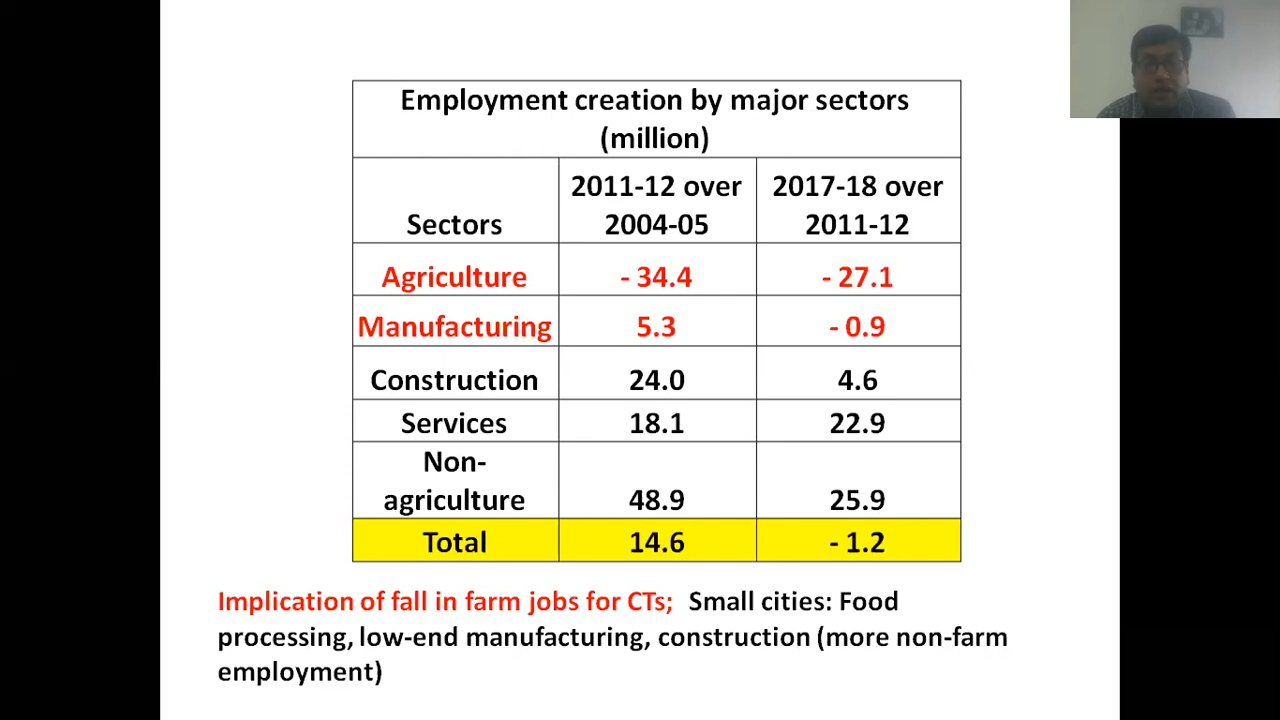 Employment creation by major sectors
(million)
Sectors
2011-12 over
2004-05
2017-18 over
2011-12
Agriculture - 34.4 - 27.1
Manufacturing 5.3 - 0.9
Construction 24.0 4.6
Services 18.1 22.9
Non-
agriculture 48.9 25.9
Total 14.6 - 1.2
Implication of fall in farm jobs for CTs; Small cities: Food
processing, low-end manufacturing, construction (more non-farm
employment)